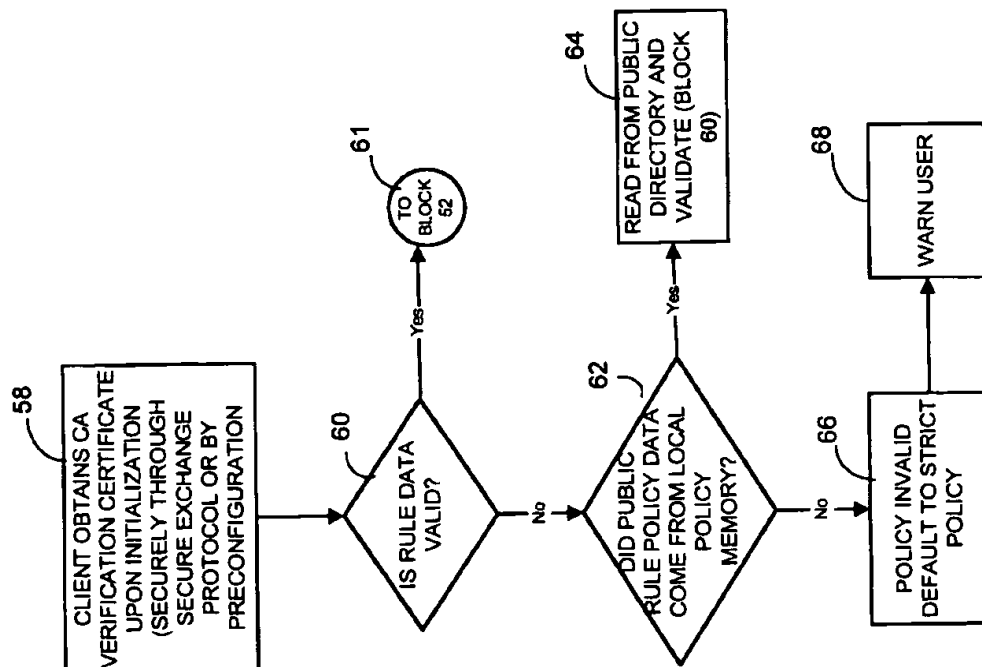 58
CLIENT OBTAINS CA
VERIFICATION CERTIFICATE
UPON INITIALIZATION
(SECURELY THROUGH
SECURE EXCHANGE
PROTOCOL OR BY
PRECONFIGURATION
60
IS RULE DATA
VALID?
Yes
61
TO
BLOCK
52
No
62
DID PUBLIC
RULE POLICY DATA
COME FROM LOCAL
POLICY
MEMORY?
Yes
64
READ FROM PUBLIC
DIRECTORY AND
VALIDATE (BLOCK
60)
No
66
POLICY INVALID
DEFAULT TO STRICT
POLICY
68
WARN USER